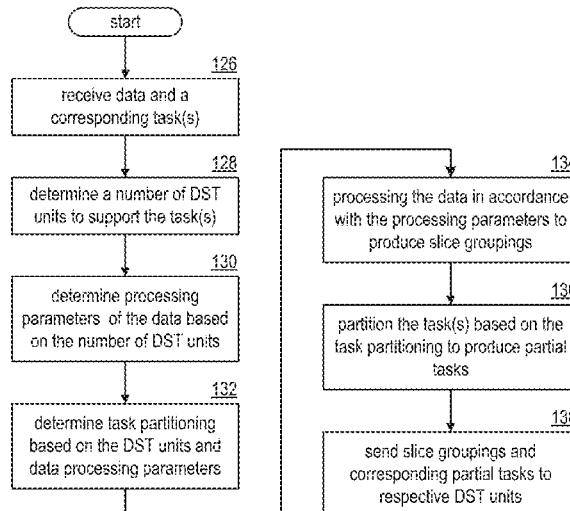 start
126
receive data and a
corresponding task(s)
128
determine a number of DST
units to support the task(s)
130
determine processing
parameters of the data based
on the number of DST units
132
determine task partitioning
based on the DST units and
data processing parameters
134
processing the data in accordance
with the processing parameters to
produce slice groupings
136
partition the task(s) based on the
task partitioning to produce partial
tasks
138
send slice groupings and
corresponding partial tasks to
respective DST units